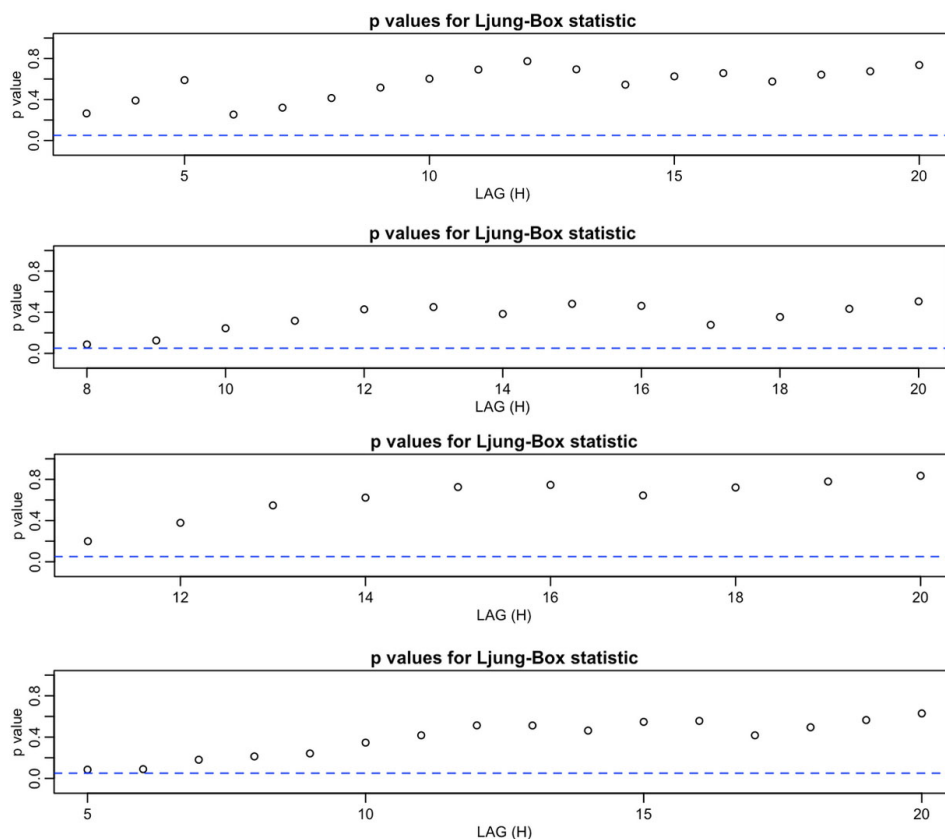 p values for Ljung-Box statistic
p value
0.0 0.4 0.8
5 10 15 20
LAG (H)
p values for Ljung-Box statistic
p value
0.0 0.4 0.8
8 10 12 14 16 18 20
LAG (H)
p values for Ljung-Box statistic
p value
0.0 0.4 0.8
12 14 16 18 20
LAG (H)
p values for Ljung-Box statistic
p value
0.0 0.4 0.8
5 10 15 20
LAG (H)